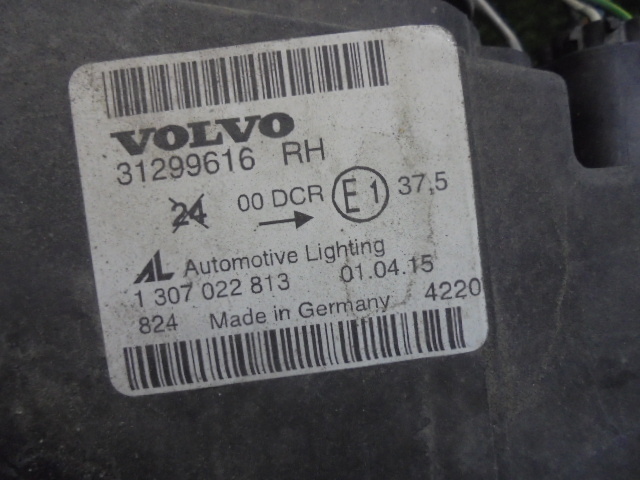 VOLVO
31299616 RH
24 00 DCR E1 37,5
AL Automotive Lighting
1 307 022 813 01.04.15
824 Made in Germany 4220